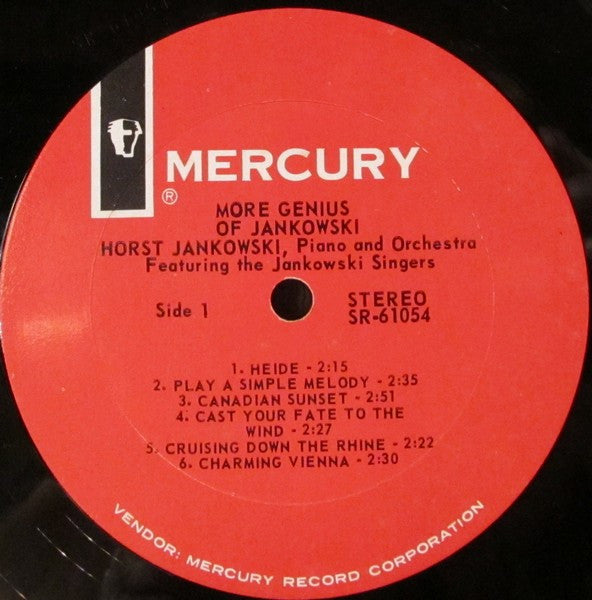 MERCURY
®
MORE GENIUS
OF JANKOWSKI
HORST JANKOWSKI, Piano and Orchestra
Featuring the Jankowski Singers
Side 1
STEREO
SR-61054
1. HEIDE - 2:15
2. PLAY A SIMPLE MELODY - 2:35
3. CANADIAN SUNSET - 2:51
4. CAST YOUR FATE TO THE
WIND - 2:27
5. CRUISING DOWN THE RHINE - 2:22
6. CHARMING VIENNA - 2:30
VENDOR: MERCURY RECORD CORPORATION